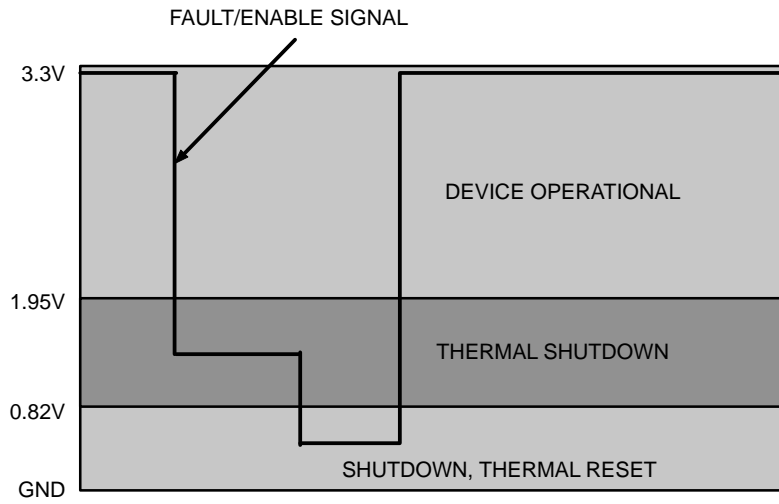 FAULT/ENABLE SIGNAL
3.3V
DEVICE OPERATIONAL
1.95V
THERMAL SHUTDOWN
0.82V
SHUTDOWN, THERMAL RESET
GND